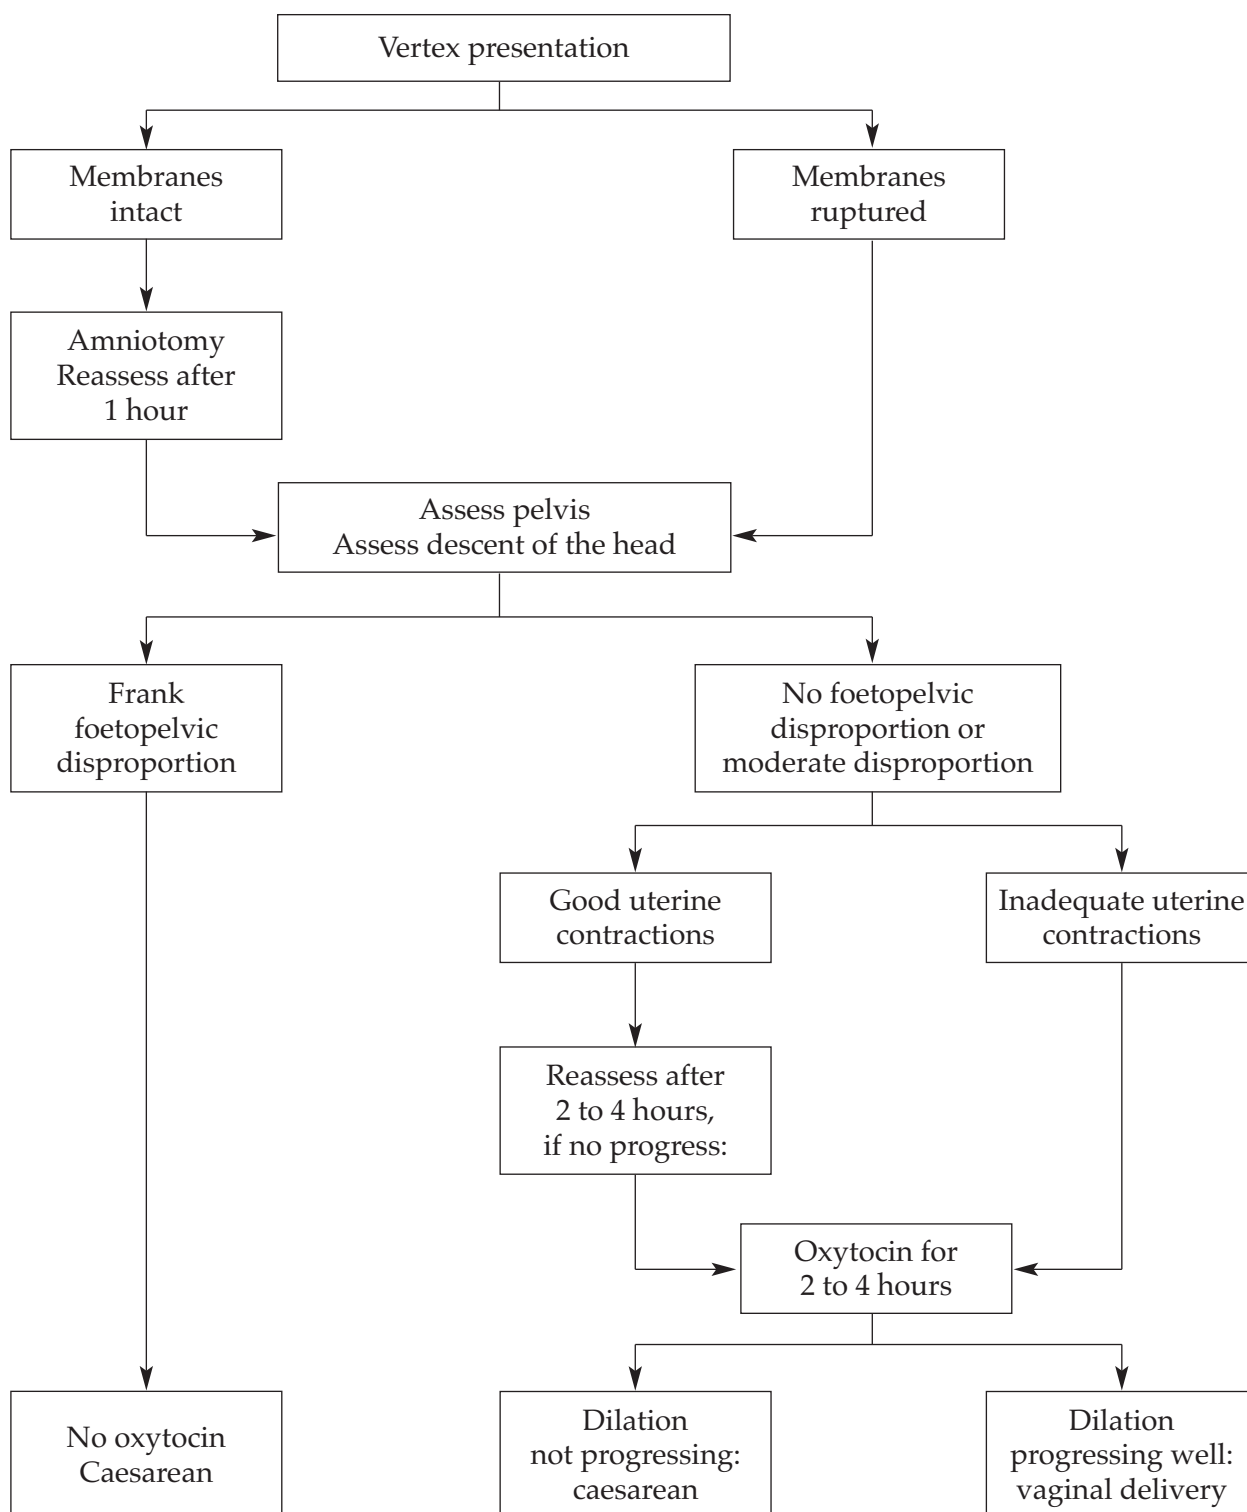 Vertex presentation
Membranes
intact
Membranes
ruptured
Amniotomy
Reassess after
1 hour
Assess pelvis
Assess descent of the head
Frank
foetopelvic
disproportion
No foetopelvic
disproportion or
moderate disproportion
Good uterine
contractions
Inadequate uterine
contractions
Reassess after
2 to 4 hours,
if no progress:
Oxytocin for
2 to 4 hours
No oxytocin
Caesarean
Dilation
not progressing:
caesarean
Dilation
progressing well:
vaginal delivery